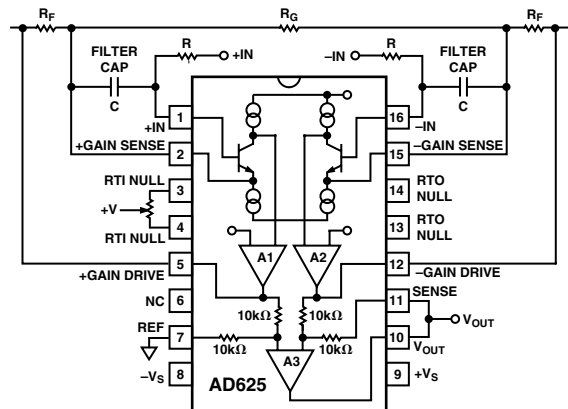 RF
RG
RF
FILTER
CAP
C
R
+IN
−IN
R
FILTER
CAP
C
1
+IN
16
−IN
+GAIN SENSE
2
15
−GAIN SENSE
RTI NULL
3
14
RTO
NULL
+V
4
RTI NULL
13
RTO
NULL
A1
A2
5
+GAIN DRIVE
12
−GAIN DRIVE
NC
6
10kΩ
10kΩ
11
SENSE
VOUT
REF
7
10kΩ
10kΩ
10
VOUT
A3
−VS
8
AD625
9
+VS